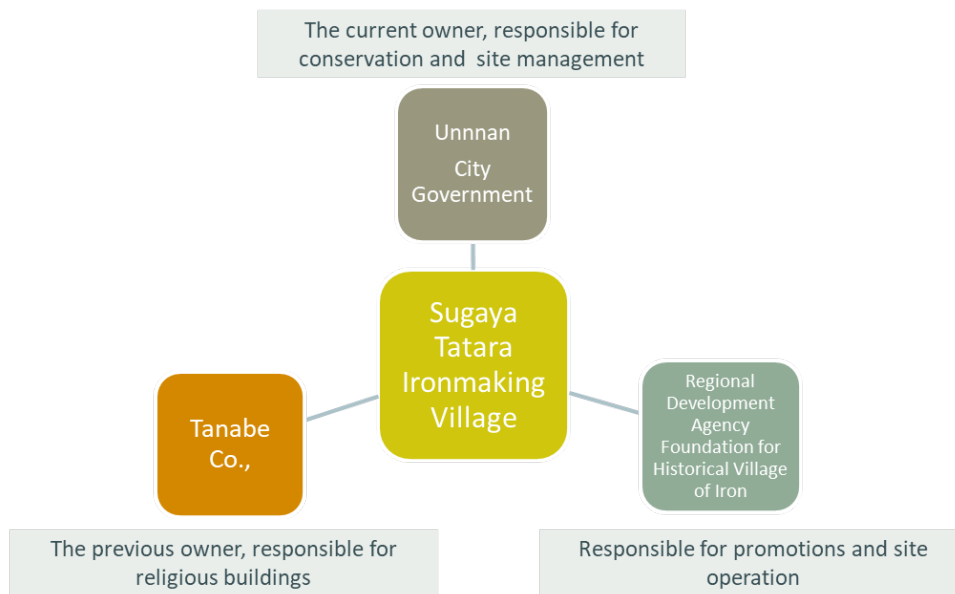 The current owner, responsible for
conservation and site management
Unnnan
City
Government
Sugaya
Tatara
Ironmaking
Village
Tanabe
Co.,
Regional
Development
Agency
Foundation for
Historical Village
of Iron
The previous owner, responsible for
religious buildings
Responsible for promotions and site
operation